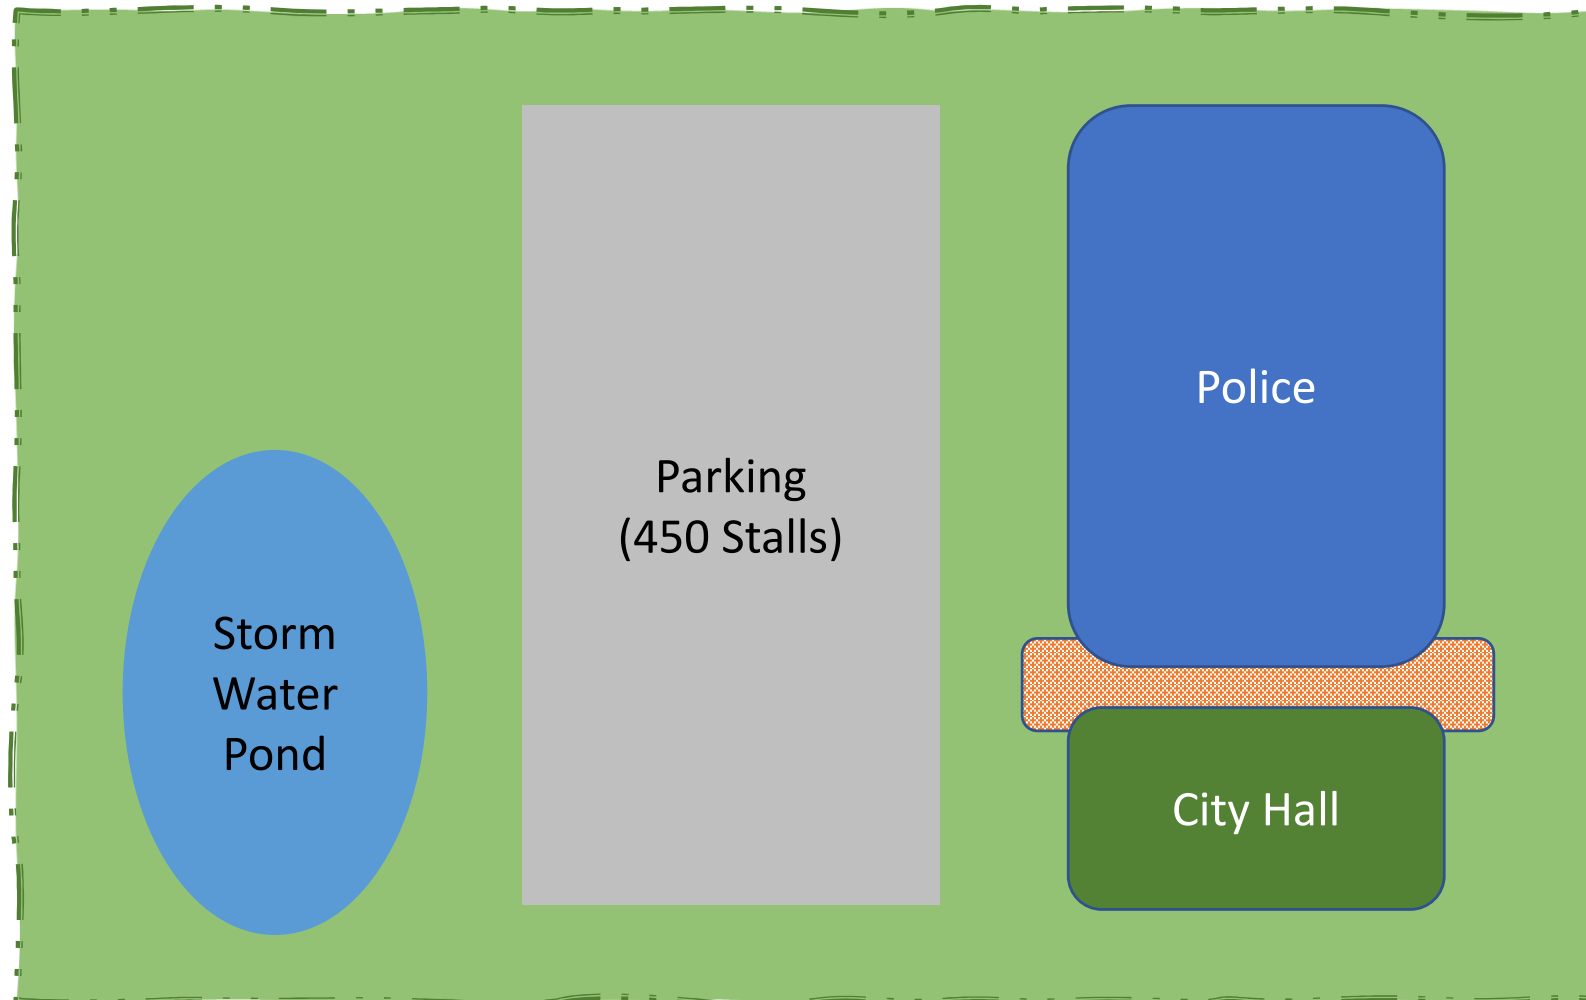 Storm
Water
Pond
Parking
(450 Stalls)
Police
City Hall